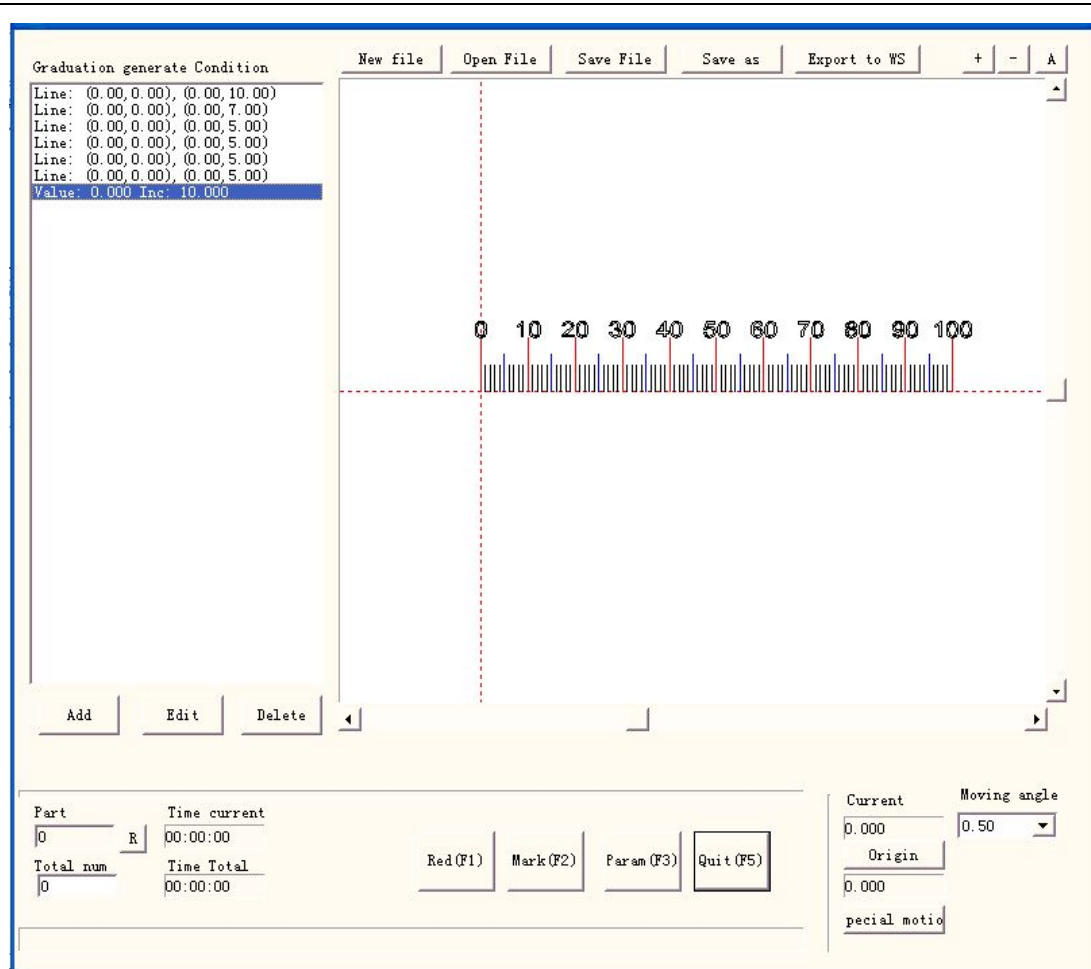 Graduation generate Condition
New file Open File Save File Save as Export to WS + - A
Line: (0.00,0.00), (0.00,10.00)
Line: (0.00,0.00), (0.00,7.00)
Line: (0.00,0.00), (0.00,5.00)
Line: (0.00,0.00), (0.00,5.00)
Line: (0.00,0.00), (0.00,5.00)
Line: (0.00,0.00), (0.00,5.00)
Value: 0.000 Inc: 10.000
0 10 20 30 40 50 60 70 80 90 100
Add Edit Delete
Part Time current
0 R 00:00:00
Total num Time Total
0 00:00:00
Red(F1) Mark(F2) Param(F3) Quit(F5)
Current Moving angle
0.000 0.50
Origin
0.000
pecial motio